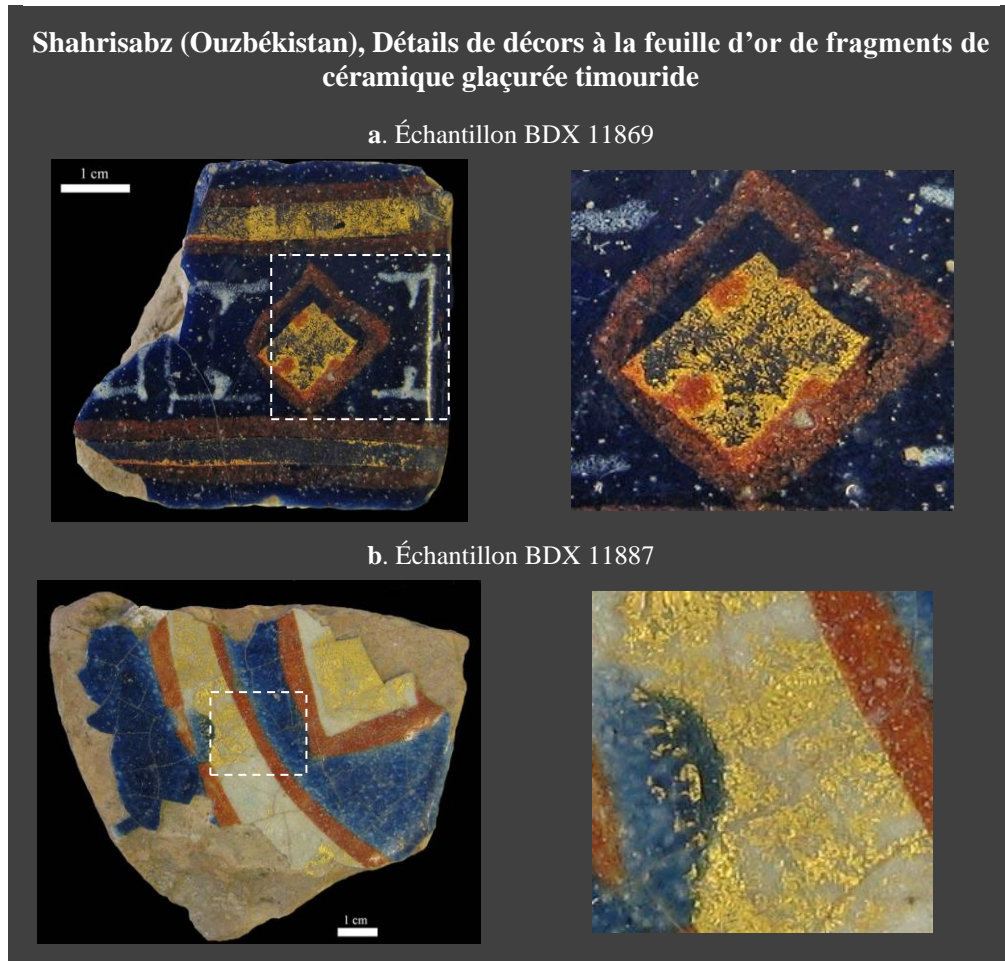 Shahrisabz (Ouzbékistan), Détails de décors à la feuille d'or de fragments de
céramique glaçurée timouride
a. Échantillon BDX 11869
1 cm
b. Échantillon BDX 11887
1 cm